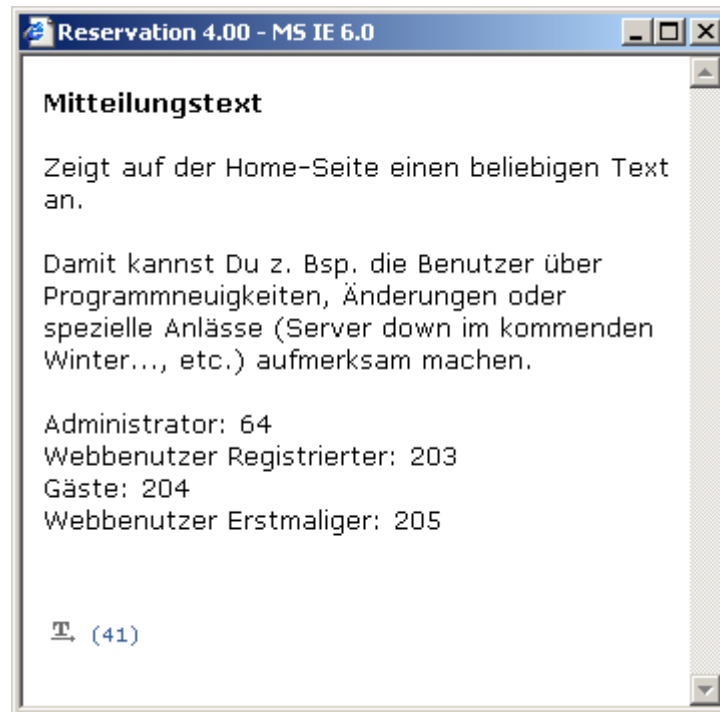 Reservation 4.00 - MS IE 6.0
Mitteilungstext
Zeigt auf der Home-Seite einen beliebigen Text
an.
Damit kannst Du z. Bsp. die Benutzer über
Programmneuigkeiten, Änderungen oder
spezielle Anlässe (Server down im kommenden
Winter..., etc.) aufmerksam machen.
Administrator: 64
Webbenutzer Registrierter: 203
Gäste: 204
Webbenutzer Erstmaliger: 205
T (41)